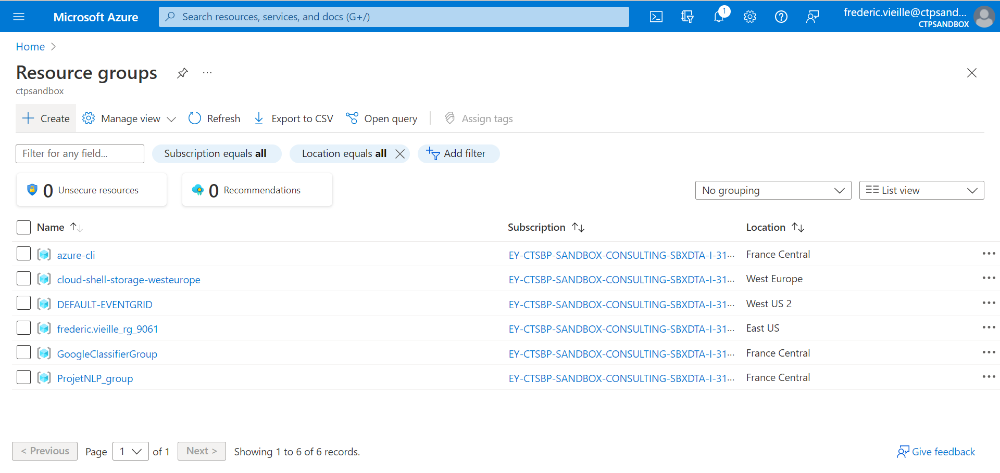 Microsoft Azure
Search resources, services, and docs (G+/)
1
frederic.vieille@ctpsand...
CTPSANDBOX
Home
Resource groups
ctpsandbox
Create
Manage view
Refresh
Export to CSV
Open query
Assign tags
Filter for any field...
Subscription equals all
Location equals all
Add filter
0 Unsecure resources
0 Recommendations
No grouping
List view
Name Subscription Location
azure-cli EY-CTSBP-SANDBOX-CONSULTING-SBXDTA-I-31... France Central
cloud-shell-storage-westeurope EY-CTSBP-SANDBOX-CONSULTING-SBXDTA-I-31... West Europe
DEFAULT-EVENTGRID EY-CTSBP-SANDBOX-CONSULTING-SBXDTA-I-31... West US 2
frederic.vieille_rg_9061 EY-CTSBP-SANDBOX-CONSULTING-SBXDTA-I-31... East US
GoogleClassifierGroup EY-CTSBP-SANDBOX-CONSULTING-SBXDTA-I-31... France Central
ProjetNLP_group EY-CTSBP-SANDBOX-CONSULTING-SBXDTA-I-31... France Central
< Previous Page 1 of 1 Next > Showing 1 to 6 of 6 records.
Give feedback